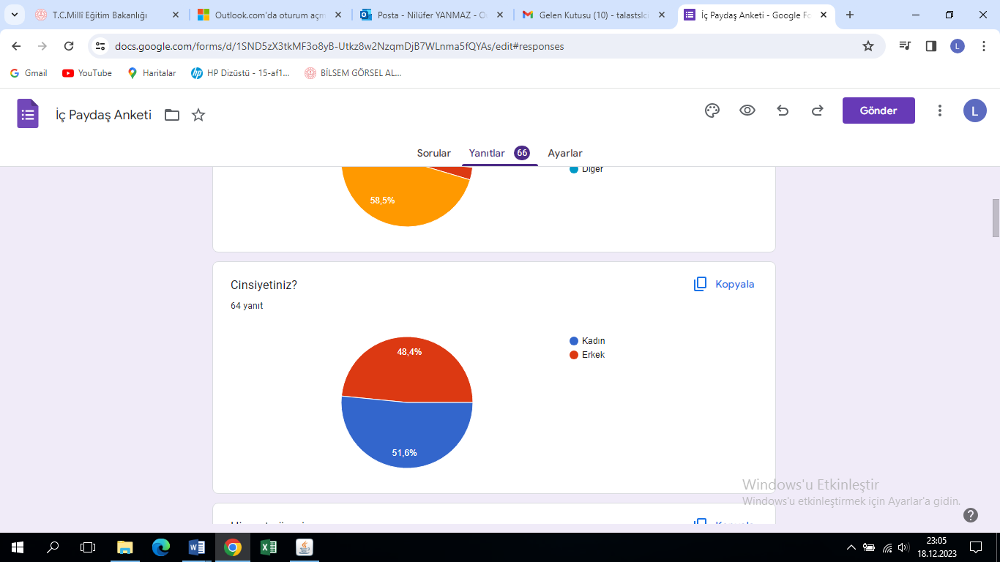 T.C.Millî Eğitim Bakanlığı
Outlook.com'da oturum açm
Posta - Nilüfer YANMAZ - O
Gelen Kutusu (10) - talastslci
İç Paydaş Anketi - Google Fo
docs.google.com/forms/d/1SND5zX3tkMF3o8yB-Utkz8w2NzqmDjB7WLnma5fQYAs/edit#responses
L
Gmail
YouTube
Haritalar
HP Dizüstü - 15-af1...
BİLSEM GÖRSEL AL...
İç Paydaş Anketi
Gönder
L
Sorular
Yanıtlar 66
Ayarlar
Diğer
58,5%
Cinsiyetiniz?
Kopyala
64 yanıt
Kadın
Erkek
48,4%
51,6%
Windows'u Etkinleştir
Windows'u etkinleştirmek için Ayarlar'a gidin.
Kopyala
23:05
18.12.2023